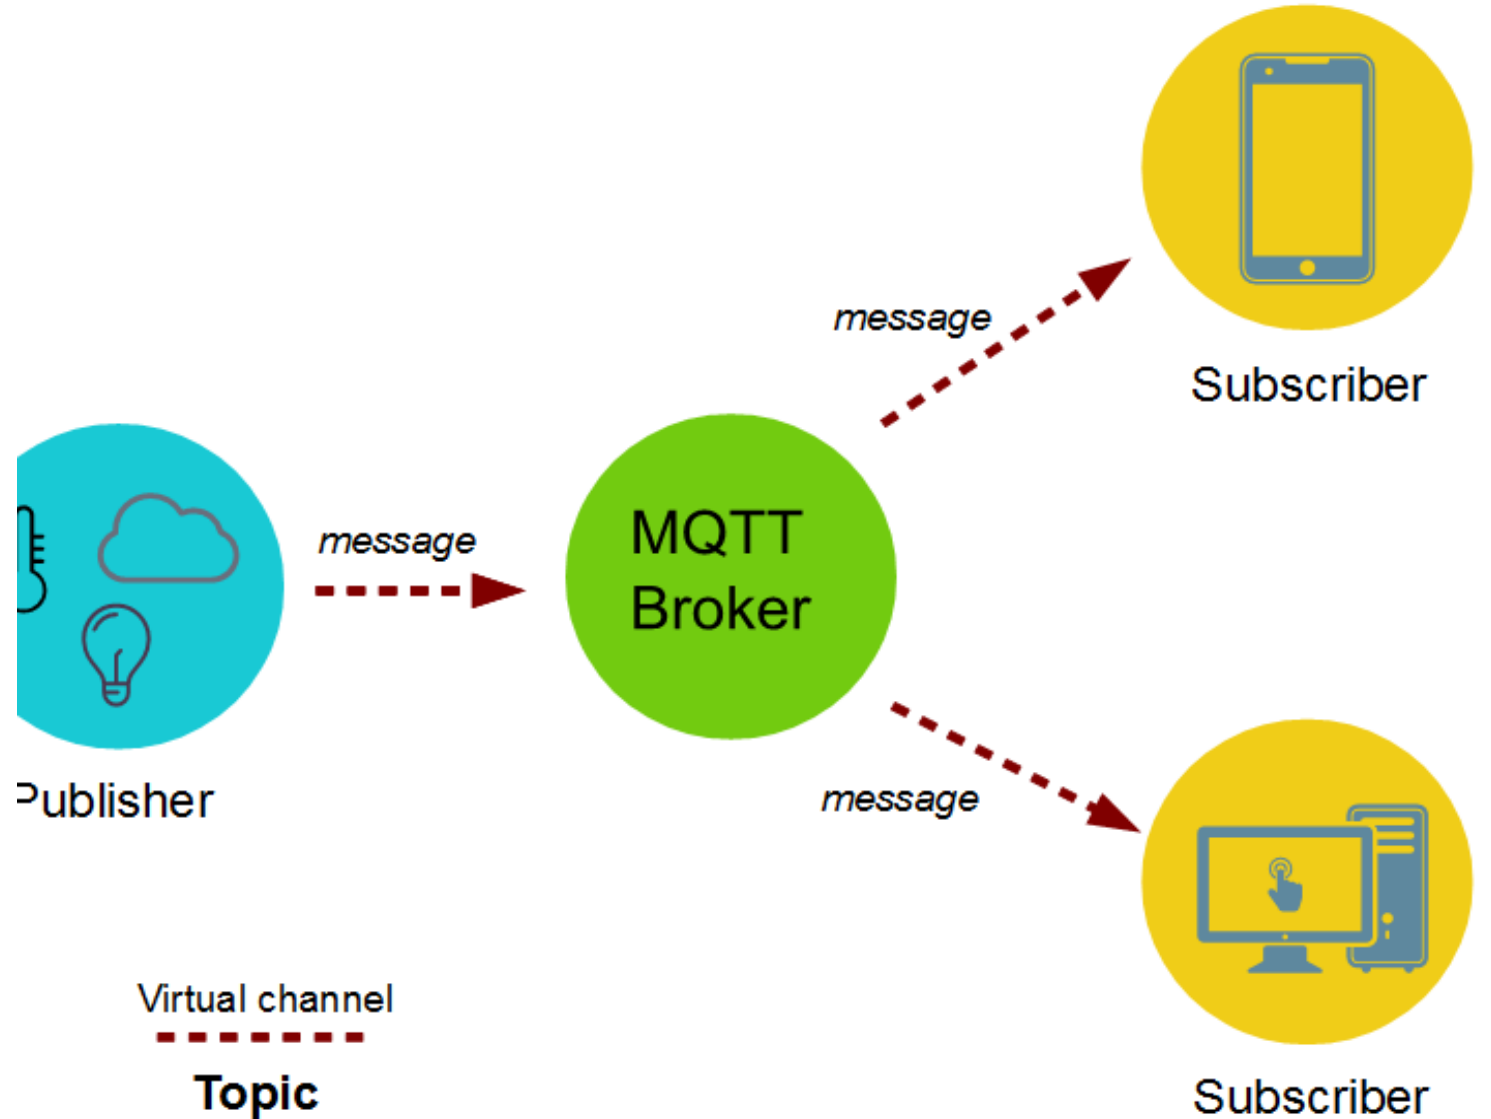 message
Subscriber
message
MQTT
Broker
Publisher
message
Virtual channel
Topic
Subscriber